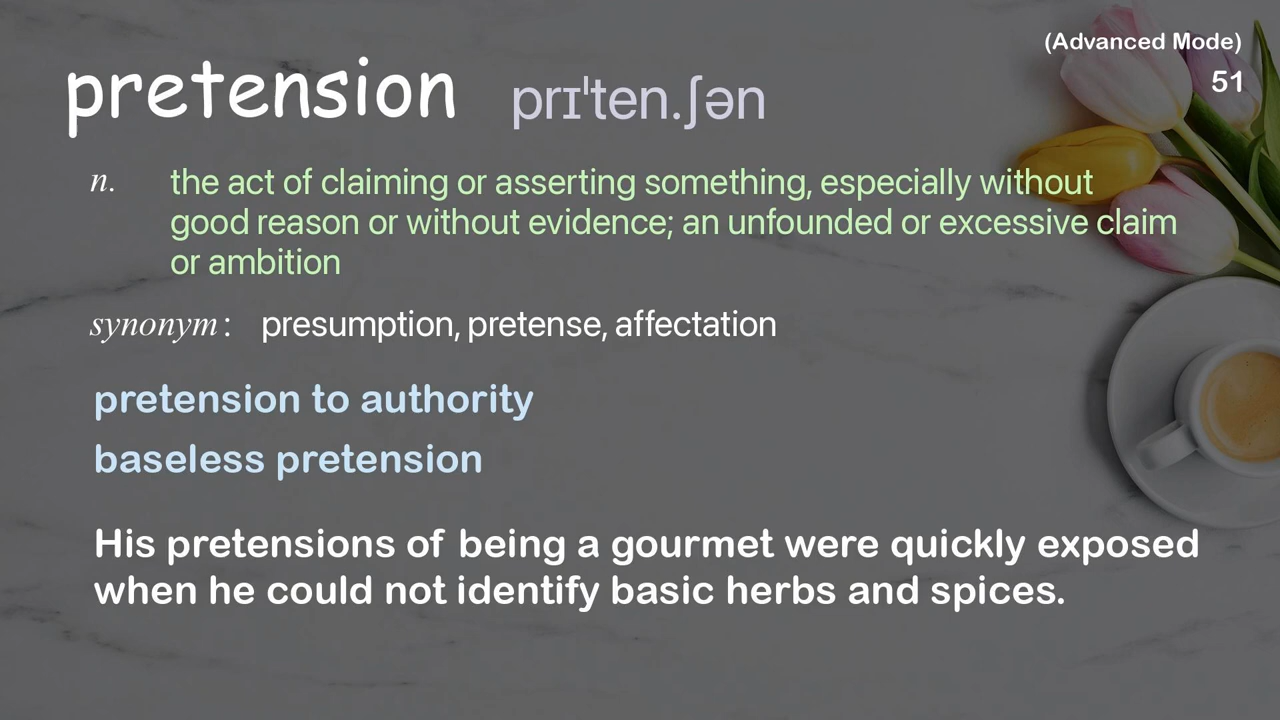 (Advanced Mode)
pretension prɪˈten.ʃən 51
n. the act of claiming or asserting something, especially without
good reason or without evidence; an unfounded or excessive claim
or ambition
synonym: presumption, pretense, affectation
pretension to authority
baseless pretension
His pretensions of being a gourmet were quickly exposed
when he could not identify basic herbs and spices.